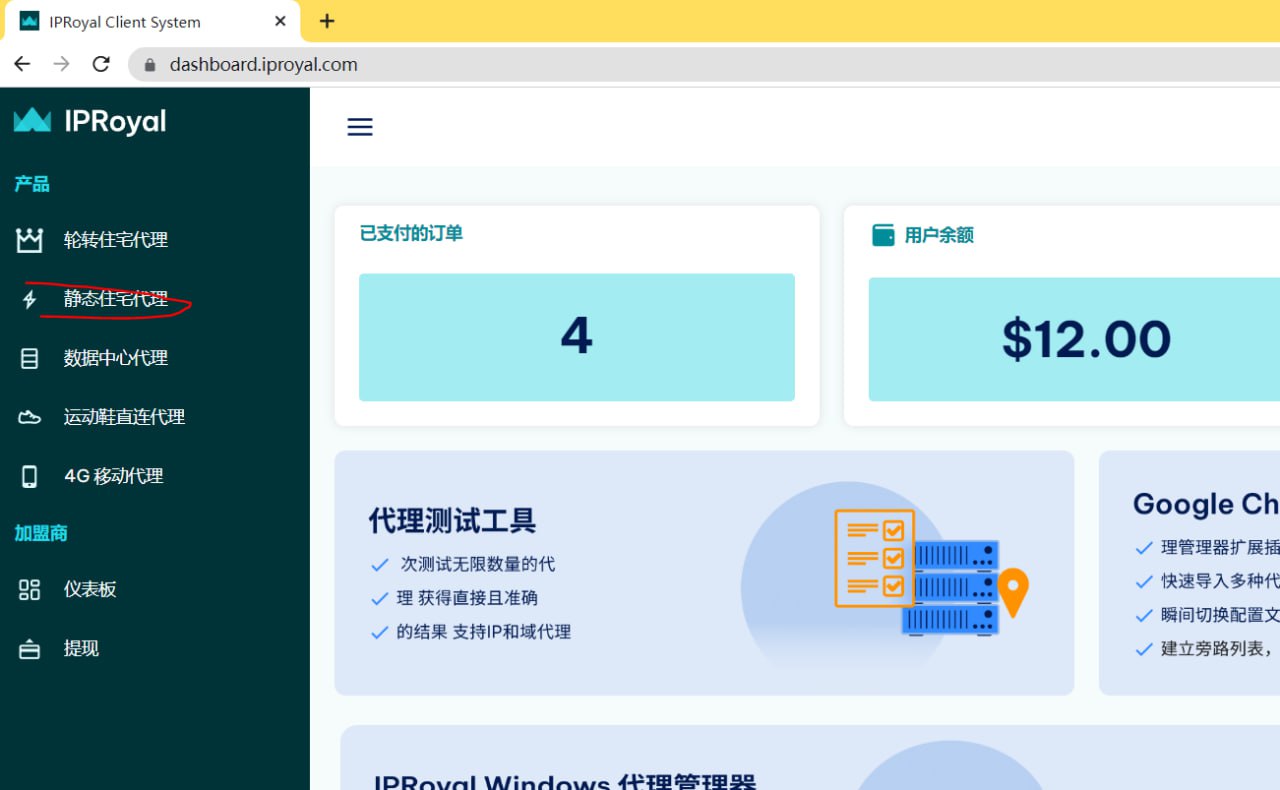 IPRoyal Client System
dashboard.iproyal.com
IPRoyal
产品
轮转住宅代理
静态住宅代理
数据中心代理
运动鞋直连代理
4G 移动代理
加盟商
仪表板
提现
已支付的订单
4
用户余额
$12.00
代理测试工具
次测试无限数量的代
理 获得直接且准确
的结果 支持IP和域代理
Google Ch
理管理器扩展插
快速导入多种代
瞬间切换配置文
建立旁路列表，
IPRoyal Windows 代理管理器